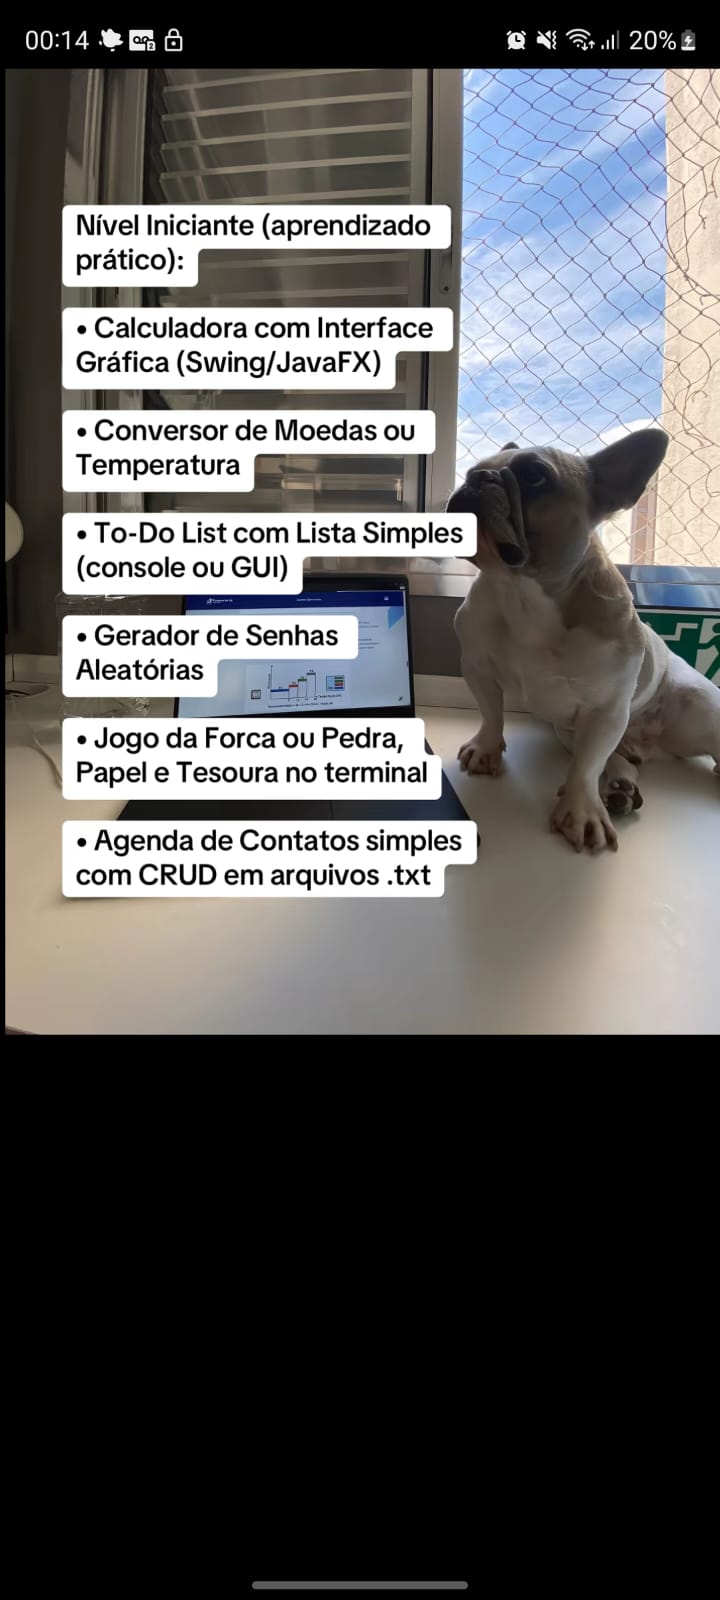 00:14
20%
Nível Iniciante (aprendizado
prático):
• Calculadora com Interface
Gráfica (Swing/JavaFX)
• Conversor de Moedas ou
Temperatura
• To-Do List com Lista Simples
(console ou GUI)
• Gerador de Senhas
Aleatórias
• Jogo da Forca ou Pedra,
Papel e Tesoura no terminal
• Agenda de Contatos simples
com CRUD em arquivos .txt